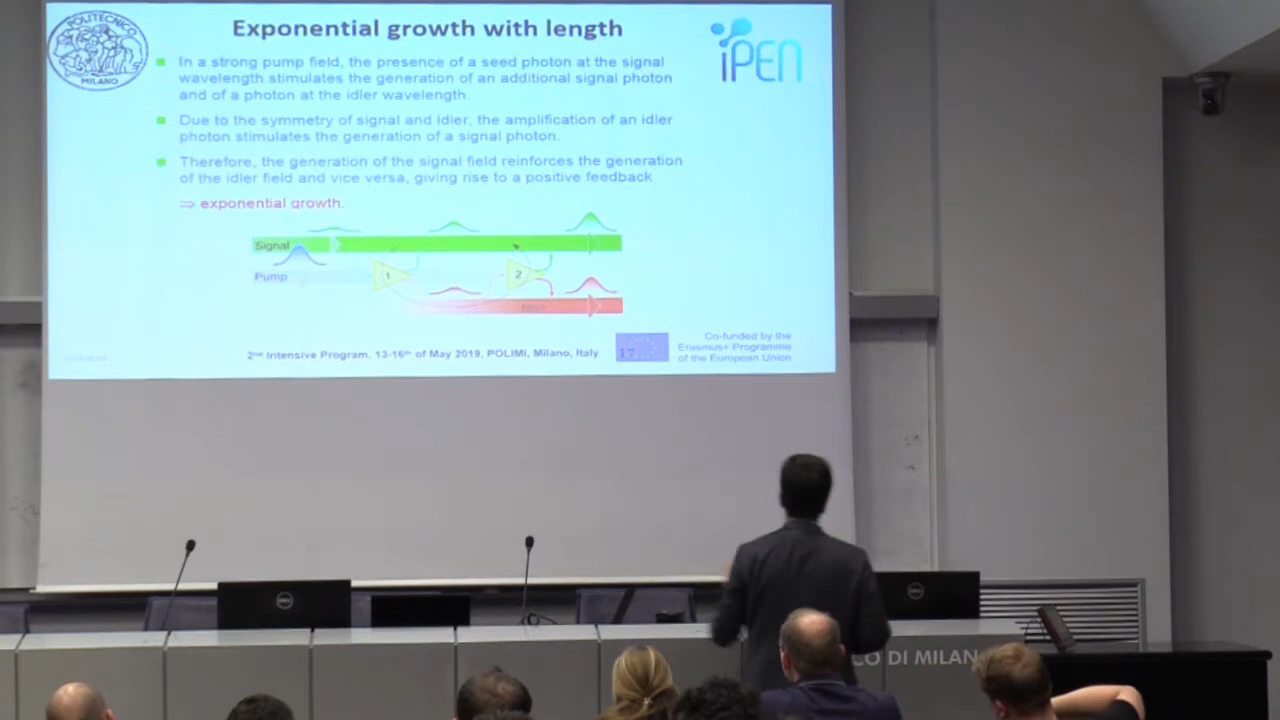 POLITECNICO
MILANO
Exponential growth with length
iPEN
In a strong pump field, the presence of a seed photon at the signal
wavelength stimulates the generation of an additional signal photon
and of a photon at the idler wavelength.
Due to the symmetry of signal and idler, the amplification of an idler
photon stimulates the generation of a signal photon.
Therefore, the generation of the signal field reinforces the generation
of the idler field and vice versa, giving rise to a positive feedback
⇒ exponential growth.
Signal
Pump
1
2
2nd Intensive Program, 13-16th of May 2019, POLIMI, Milano, Italy
17
Co-funded by the
Erasmus+ Programme
of the European Union
DELL
DELL
CO DI MILAN